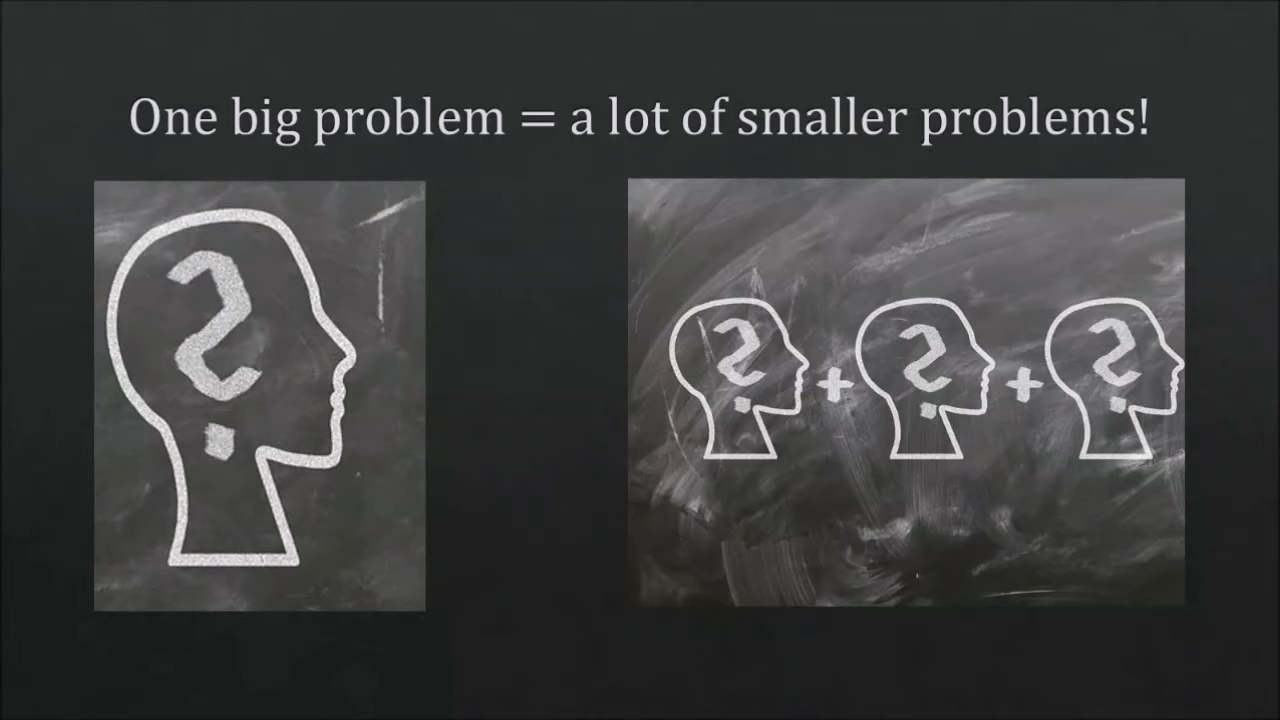 One big problem = a lot of smaller problems!
? 
+ ? + ?